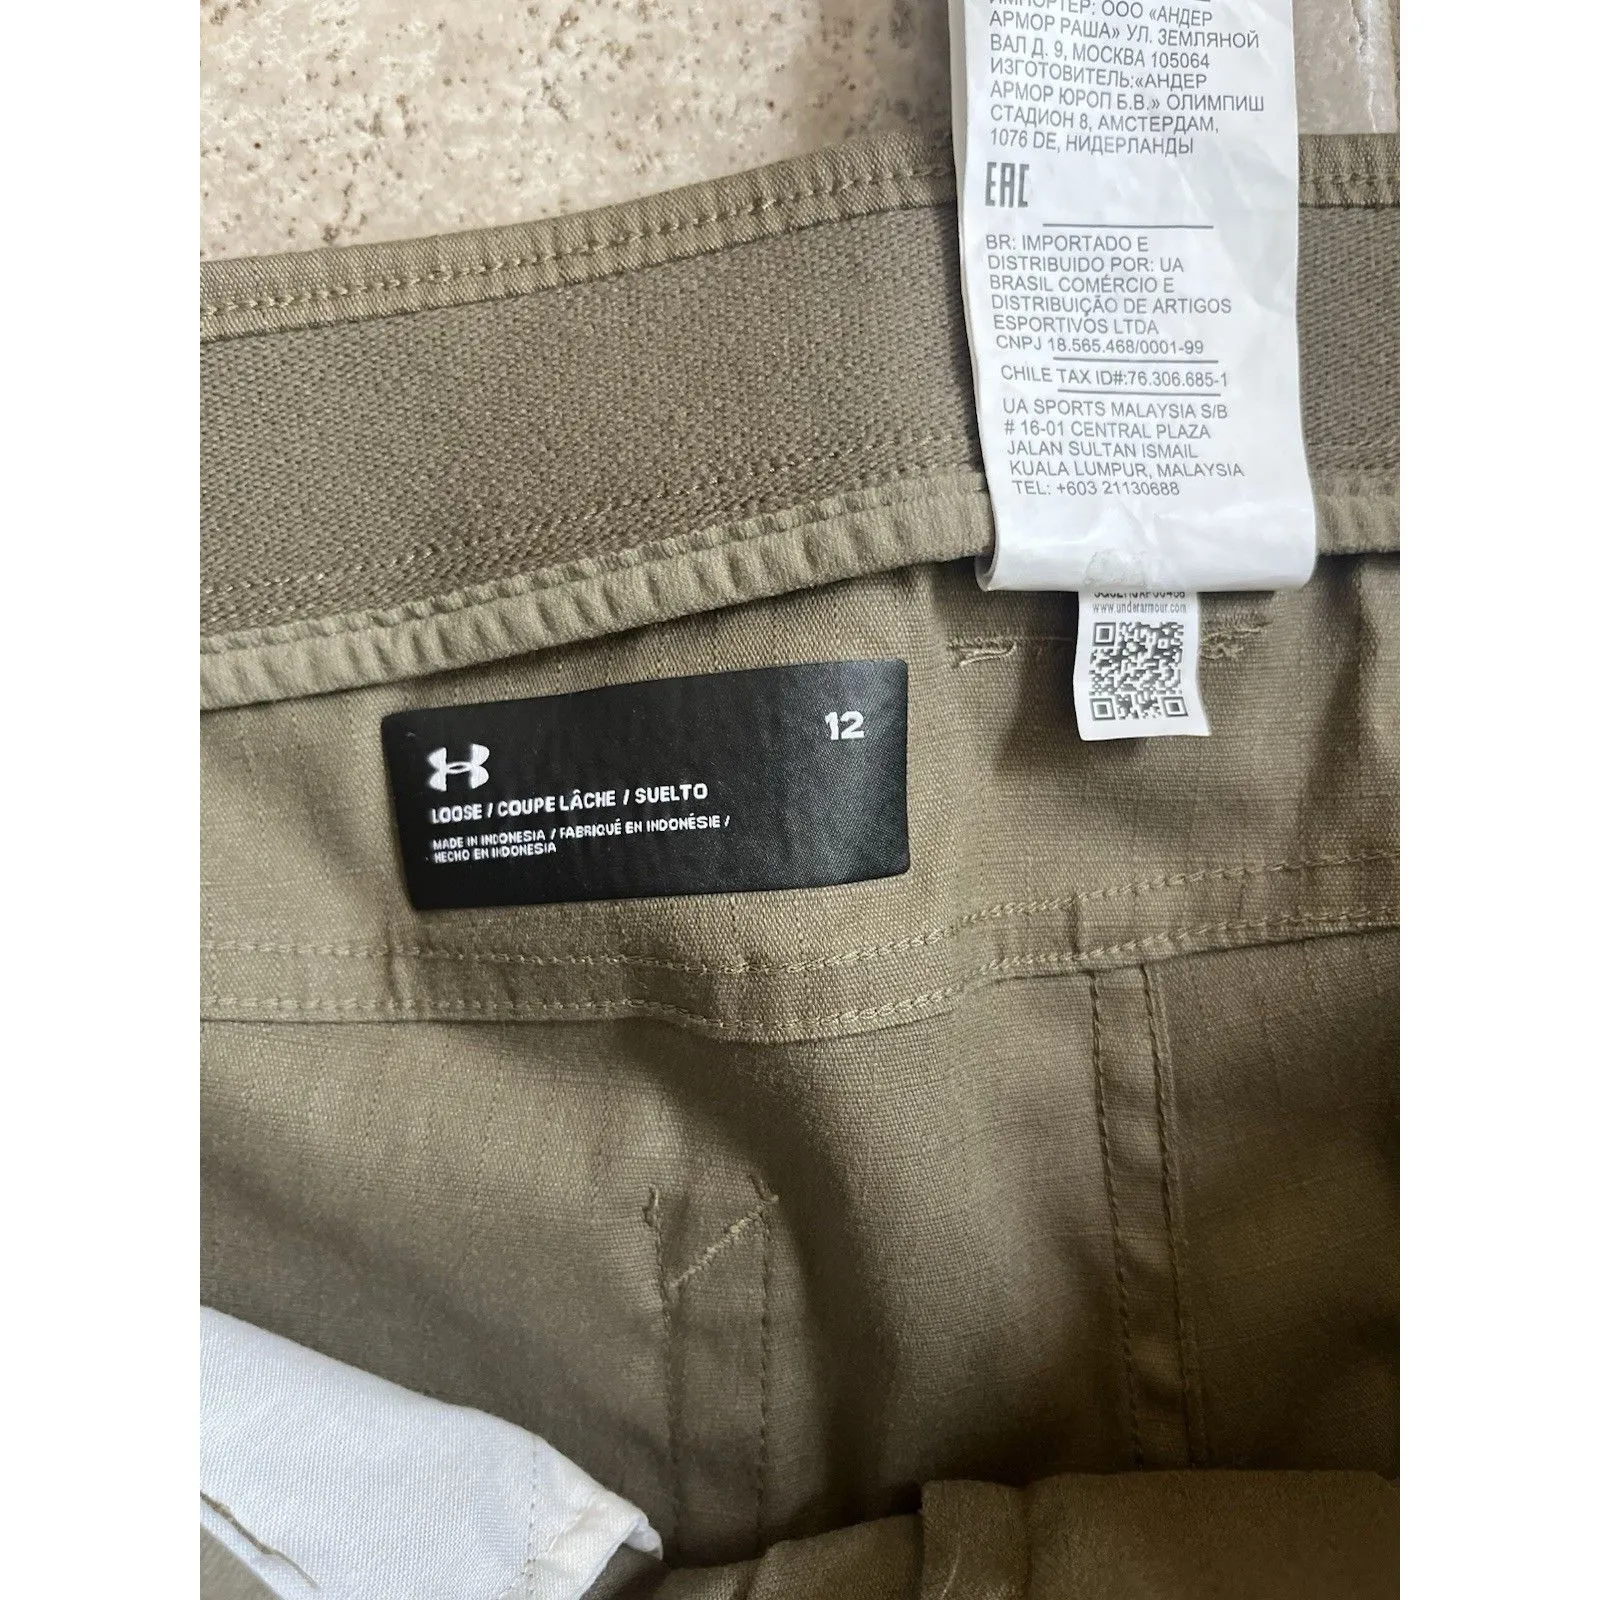 ИМПОРТЕР: ООО «АНДЕР
АРМОР РАША» УЛ. ЗЕМЛЯНОЙ
ВАЛ Д. 9, МОСКВА 105064
ИЗГОТОВИТЕЛЬ:«АНДЕР
АРМОР ЮРОП Б.В.» ОЛИМПИШ
СТАДИОН 8, АМСТЕРДАМ,
1076 DE, НИДЕРЛАНДЫ
EAC
BR: IMPORTADO E
DISTRIBUIDO POR: UA
BRASIL COMÉRCIO E
DISTRIBUIÇÃO DE ARTIGOS
ESPORTIVOS LTDA
CNPJ 18.565.468/0001-99
CHILE TAX ID#:76.306.685-1
UA SPORTS MALAYSIA S/B
# 16-01 CENTRAL PLAZA
JALAN SULTAN ISMAIL
KUALA LUMPUR, MALAYSIA
TEL: +603 21130688
www.underarmour.com
12
LOOSE / COUPE LÂCHE / SUELTO
MADE IN INDONESIA / FABRIQUÉ EN INDONÉSIE /
HECHO EN INDONESIA